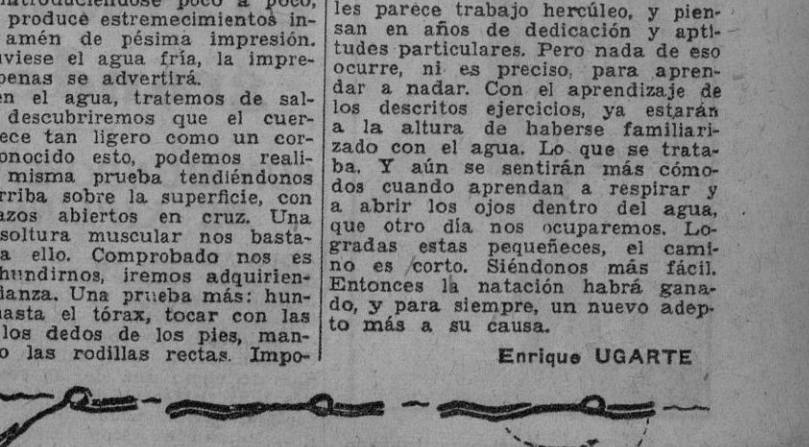 produce estremecimientos in-
amén de pésima impresión.
viese el agua fría, la impre-
penas se advertirá.
en el agua, tratemos de sal-
descubriremos que el cuer-
ece tan ligero como un cor-
onocido esto, podemos reali-
misma prueba tendiéndonos
rriba sobre la superficie, con
azos abiertos en cruz. Una
soltura muscular nos basta-
a ello. Comprobado nos es
hundirnos, iremos adquirien-
ianza. Una prueba más: hun-
hasta el tórax, tocar con las
los dedos de los pies, man-
o las rodillas rectas. Impo-
les parece trabajo hercúleo, y pien-
san en años de dedicación y apti-
tudes particulares. Pero nada de eso
ocurre, ni es preciso, para apren-
dar a nadar. Con el aprendizaje de
los descritos ejercicios, ya estarán
a la altura de haberse familiari-
zado con el agua. Lo que se trata-
ba. Y aún se sentirán más cómo-
dos cuando aprendan a respirar y
a abrir los ojos dentro del agua,
que otro día nos ocuparemos. Lo-
gradas estas pequeñeces, el cami-
no es corto. Siéndonos más fácil.
Entonces la natación habrá gana-
do, y para siempre, un nuevo adep-
to más a su causa.
Enrique UGARTE